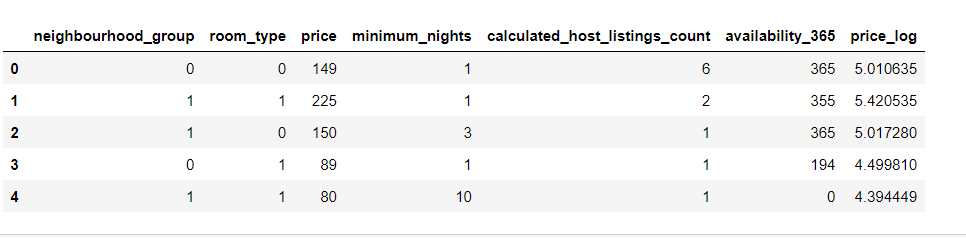 neighbourhood_group room_type price minimum_nights calculated_host_listings_count availability_365 price_log
0 0 0 149 1 6 365 5.010635
1 1 1 225 1 2 355 5.420535
2 1 0 150 3 1 365 5.017280
3 0 1 89 1 1 194 4.499810
4 1 1 80 10 1 0 4.394449